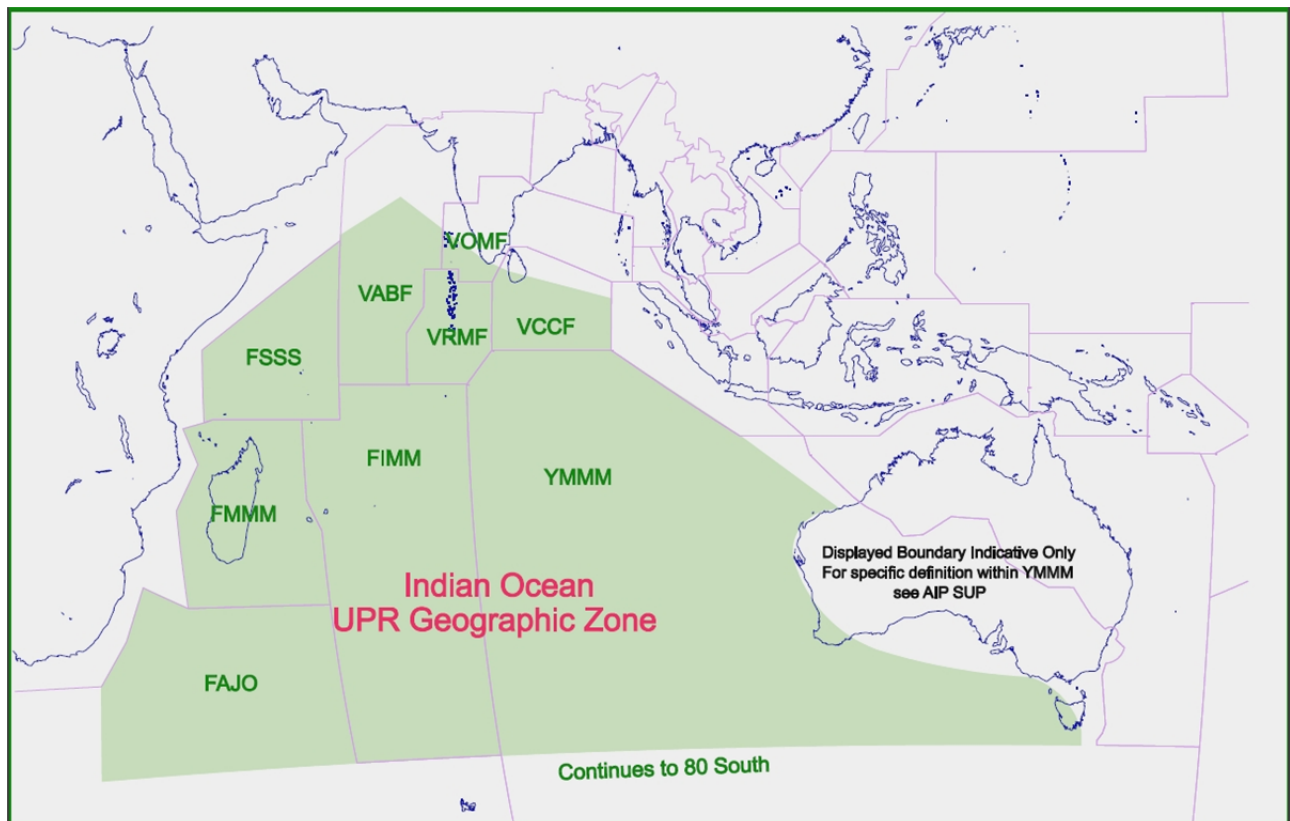 VOMF
VABF
VCCF
VRMF
FSSS
FIMM
YMMM
FMMM
Displayed Boundary Indicative Only
For specific definition within YMMM
see AIP SUP
Indian Ocean
UPR Geographic Zone
FAJO
Continues to 80 South